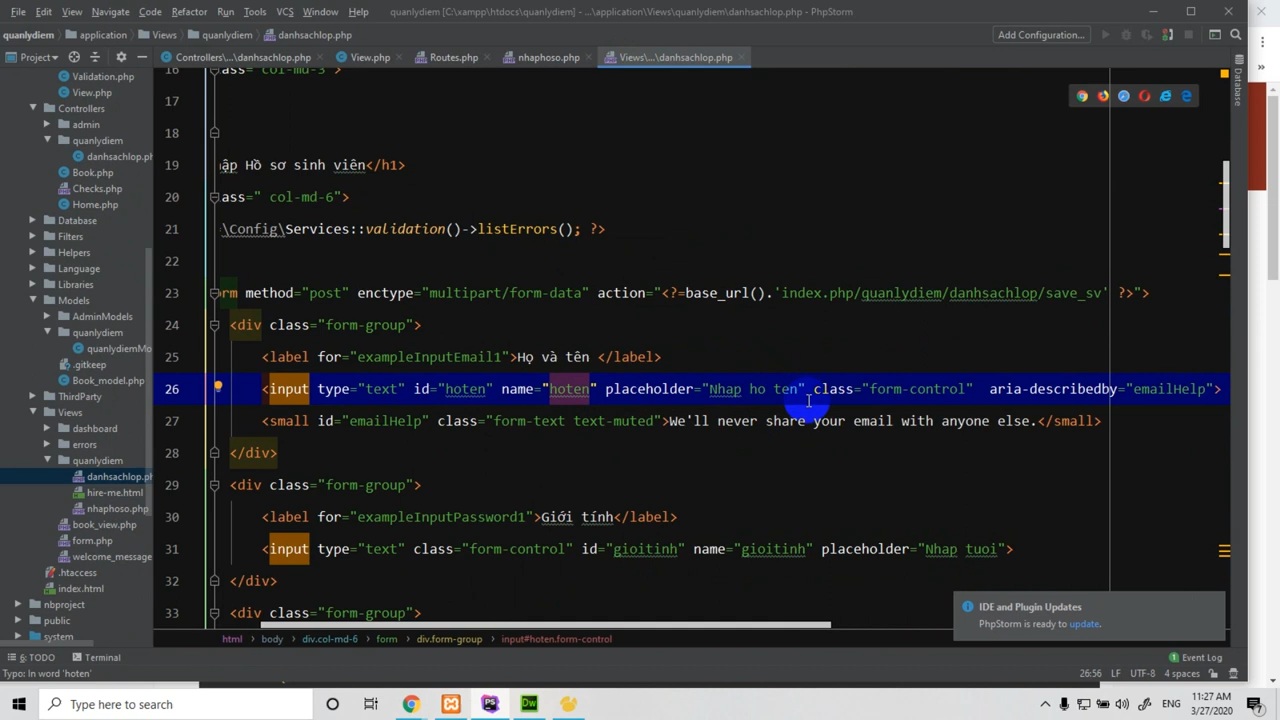 File Edit View Navigate Code Refactor Run Tools VCS Window Help quanlydiem [C:\xampp\htdocs\quanlydiem] - ...\application\Views\quanlydiem\danhsachlop.php - PhpStorm
quanlydiem application Views quanlydiem danhsachlop.php Add Configuration...
Project Controllers\...\danhsachlop.php View.php Routes.php nhaphoso.php Views\...\danhsachlop.php
Validation.php
View.php
Controllers
admin
quanlydiem
danhsachlop.ph
Book.php
Checks.php
Home.php
Database
Filters
Helpers
Language
Libraries
Models
AdminModels
quanlydiem
quanlydiemMo
.gitkeep
Book_model.php
ThirdParty
Views
dashboard
errors
quanlydiem
danhsachlop.ph
hire-me.html
nhaphoso.php
book_view.php
form.php
welcome_message
.htaccess
index.html
nbproject
public
system
16 ass="col-md-3">
17
18
19 ập Hồ sơ sinh viên</h1>
20 ass=" col-md-6">
21 \Config\Services::validation()->listErrors(); ?>
22
23 rm method="post" enctype="multipart/form-data" action="<?=base_url().'index.php/quanlydiem/danhsachlop/save_sv' ?>">
24 <div class="form-group">
25 <label for="exampleInputEmail1">Họ và tên </label>
26 <input type="text" id="hoten" name="hoten" placeholder="Nhap ho ten" class="form-control" aria-describedby="emailHelp">
27 <small id="emailHelp" class="form-text text-muted">We'll never share your email with anyone else.</small>
28 </div>
29 <div class="form-group">
30 <label for="exampleInputPassword1">Giới tính</label>
31 <input type="text" class="form-control" id="gioitinh" name="gioitinh" placeholder="Nhap tuoi">
32 </div>
33 <div class="form-group">
Database
IDE and Plugin Updates
PhpStorm is ready to update.
html body div.col-md-6 form div.form-group input#hoten.form-control
6: TODO Terminal 1 Event Log
Typo: In word 'hoten' 26:56 LF UTF-8 4 spaces
Type here to search PS Dw ENG 11:27 AM
3/27/2020